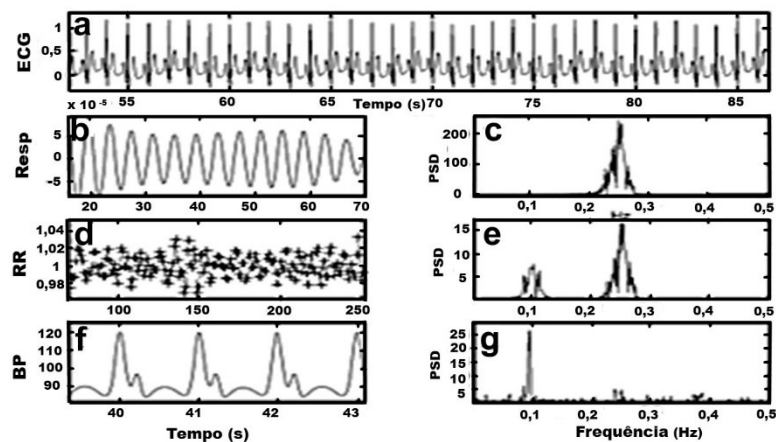 a
ECG
1
0,5
0
x 10 -5
55 60 65 70 75 80 85
Tempo (s)
b
Resp
5
0
-5
20 30 40 50 60 70
c
PSD
200
100
0
0,1 0,2 0,3 0,4 0,5
d
RR
1,04
1,02
1
0,98
100 150 200 250
e
PSD
15
10
5
0,1 0,2 0,3 0,4 0,5
f
BP
120
110
100
90
40 41 42 43
Tempo (s)
g
PSD
25
20
15
10
5
0,1 0,2 0,3 0,4 0,5
Frequência (Hz)